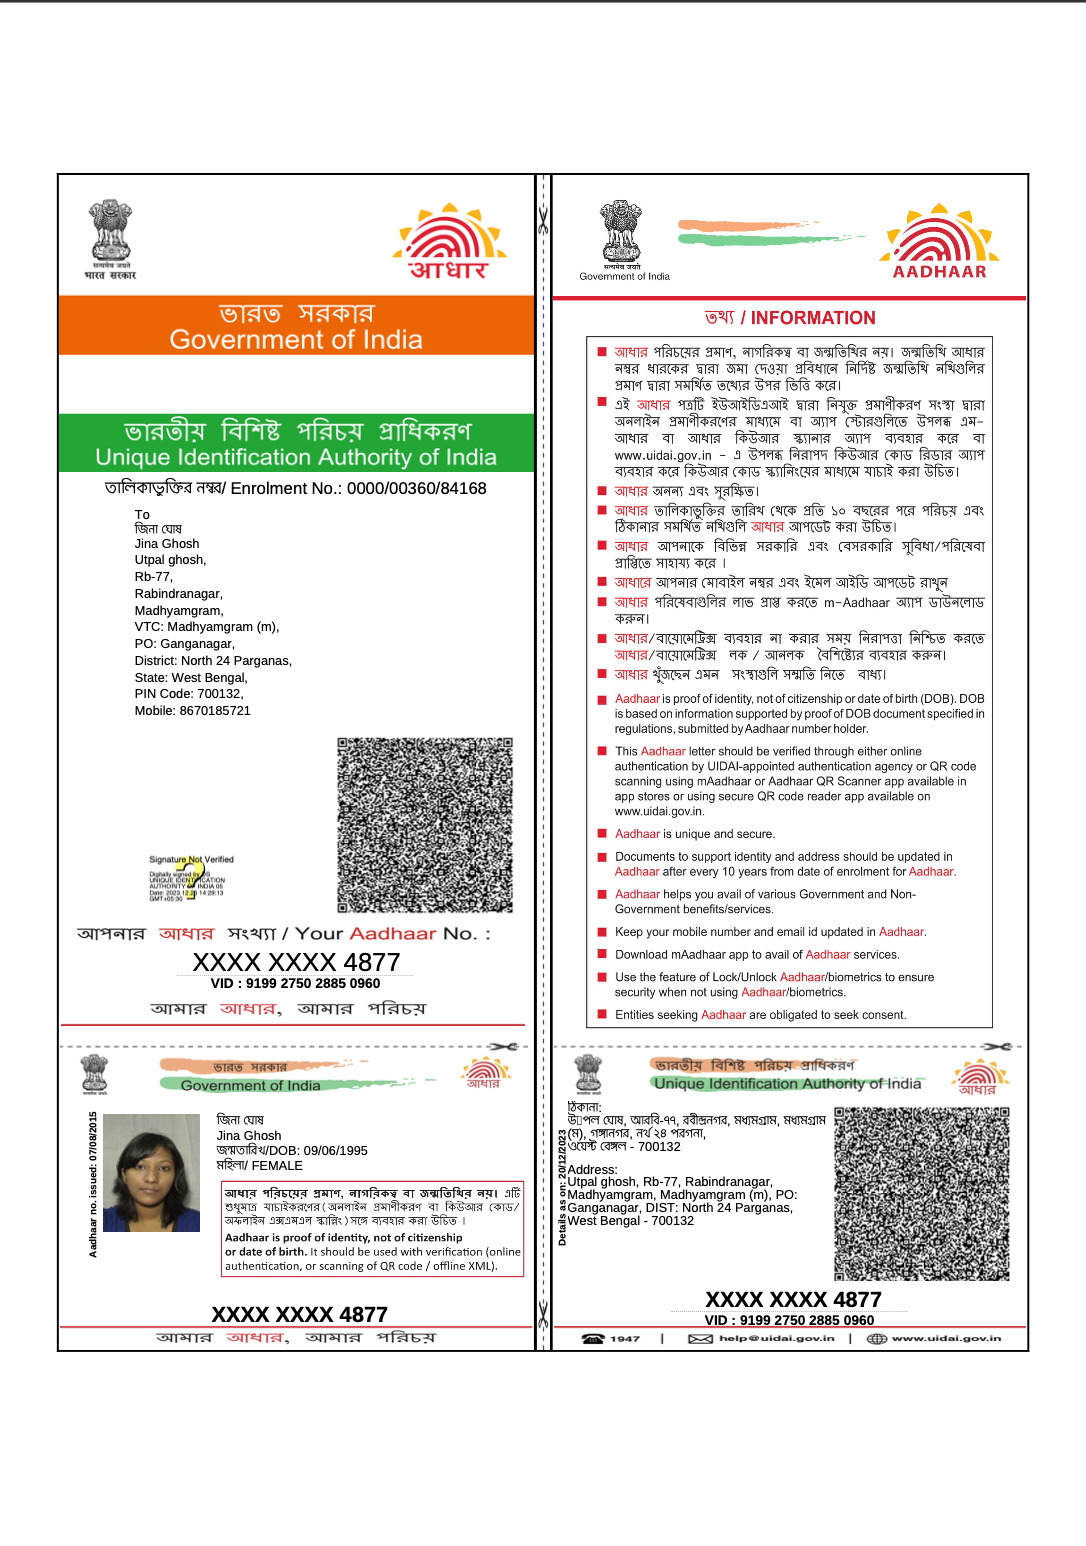 सत्यमेव जयते
भारत सरकार
आधार
ভারত সরকার
Government of India
ভারতীয় বিশিষ্ট পরিচয় প্রাধিকরণ
Unique Identification Authority of India
তালিকাভুক্তির নম্বর/ Enrolment No.: 0000/00360/84168
To
জিনা ঘোষ
Jina Ghosh
Utpal ghosh,
Rb-77,
Rabindranagar,
Madhyamgram,
VTC: Madhyamgram (m),
PO: Ganganagar,
District: North 24 Parganas,
State: West Bengal,
PIN Code: 700132,
Mobile: 8670185721
Signature Not Verified
Digitally signed by DS
UNIQUE IDENTIFICATION
AUTHORITY OF INDIA 05
Date: 2023.12.20 14:29:13
GMT+05:30
আপনার আধার সংখ্যা / Your Aadhaar No. :
XXXX XXXX 4877
VID : 9199 2750 2885 0960
আমার আধার, আমার পরিচয়
ভারত সরকার
Government of India
আধার
Aadhaar no. issued: 07/08/2015
জিনা ঘোষ
Jina Ghosh
জন্মতারিখ/DOB: 09/06/1995
মহিলা/ FEMALE
আধার পরিচয়ের প্রমাণ, নাগরিকত্ব বা জন্মতিথির নয়। এটি
শুধুমাত্র যাচাইকরণের (অনলাইন প্রমাণীকরণ বা কিউআর কোড/
অফলাইন এক্সএমএল স্ক্যানিং) সঙ্গে ব্যবহার করা উচিত ।
Aadhaar is proof of identity, not of citizenship
or date of birth. It should be used with verification (online
authentication, or scanning of QR code / offline XML).
XXXX XXXX 4877
আমার আধার, আমার পরিচয়
सत्यमेव जयते
Government of India
AADHAAR
তথ্য / INFORMATION
আধার পরিচয়ের প্রমাণ, নাগরিকত্ব বা জন্মতিথির নয়। জন্মতিথি আধার
নম্বর ধারকের দ্বারা জমা দেওয়া প্রবিধানে নির্দিষ্ট জন্মতিথি নথিগুলির
প্রমাণ দ্বারা সমর্থিত তথ্যের উপর ভিত্তি করে।
এই আধার পত্রটি ইউআইডিএআই দ্বারা নিযুক্ত প্রমাণীকরণ সংস্থা দ্বারা
অনলাইন প্রমাণীকরণের মাধ্যমে বা অ্যাপ স্টোরগুলিতে উপলব্ধ এম-
আধার বা আধার কিউআর স্ক্যানার অ্যাপ ব্যবহার করে বা
www.uidai.gov.in - এ উপলব্ধ নিরাপদ কিউআর কোড রিডার অ্যাপ
ব্যবহার করে কিউআর কোড স্ক্যানিংয়ের মাধ্যমে যাচাই করা উচিত।
আধার অনন্য এবং সুরক্ষিত।
আধার তালিকাভুক্তির তারিখ থেকে প্রতি ১০ বছরের পরে পরিচয় এবং
ঠিকানার সমর্থিত নথিগুলি আধার আপডেট করা উচিত।
আধার আপনাকে বিভিন্ন সরকারি এবং বেসরকারি সুবিধা/পরিষেবা
প্রাপ্তিতে সাহায্য করে ।
আধারে আপনার মোবাইল নম্বর এবং ইমেল আইডি আপডেট রাখুন
আধার পরিষেবাগুলির লাভ প্রাপ্ত করতে m-Aadhaar অ্যাপ ডাউনলোড
করুন।
আধার/বায়োমেট্রিক্স ব্যবহার না করার সময় নিরাপত্তা নিশ্চিত করতে
আধার/বায়োমেট্রিক্স লক / আনলক বৈশিষ্ট্যের ব্যবহার করুন।
আধার খুঁজছেন এমন সংস্থাগুলি সম্মতি নিতে বাধ্য।
Aadhaar is proof of identity, not of citizenship or date of birth (DOB). DOB
is based on information supported by proof of DOB document specified in
regulations, submitted by Aadhaar number holder.
This Aadhaar letter should be verified through either online
authentication by UIDAI-appointed authentication agency or QR code
scanning using mAadhaar or Aadhaar QR Scanner app available in
app stores or using secure QR code reader app available on
www.uidai.gov.in.
Aadhaar is unique and secure.
Documents to support identity and address should be updated in
Aadhaar after every 10 years from date of enrolment for Aadhaar.
Aadhaar helps you avail of various Government and Non-
Government benefits/services.
Keep your mobile number and email id updated in Aadhaar.
Download mAadhaar app to avail of Aadhaar services.
Use the feature of Lock/Unlock Aadhaar/biometrics to ensure
security when not using Aadhaar/biometrics.
Entities seeking Aadhaar are obligated to seek consent.
ভারতীয় বিশিষ্ট পরিচয় প্রাধিকরণ
Unique Identification Authority of India
আধার
Details as on: 20/12/2023
ঠিকানা:
উৎপল ঘোষ, আরবি-৭৭, রবীন্দ্রনগর, মধ্যমগ্রাম, মধ্যমগ্রাম
(ম), গঙ্গানগর, নর্থ ২৪ পরগনা,
ওয়েস্ট বেঙ্গল - 700132
Address:
Utpal ghosh, Rb-77, Rabindranagar,
Madhyamgram, Madhyamgram (m), PO:
Ganganagar, DIST: North 24 Parganas,
West Bengal - 700132
XXXX XXXX 4877
VID : 9199 2750 2885 0960
1947 | help@uidai.gov.in | www.uidai.gov.in